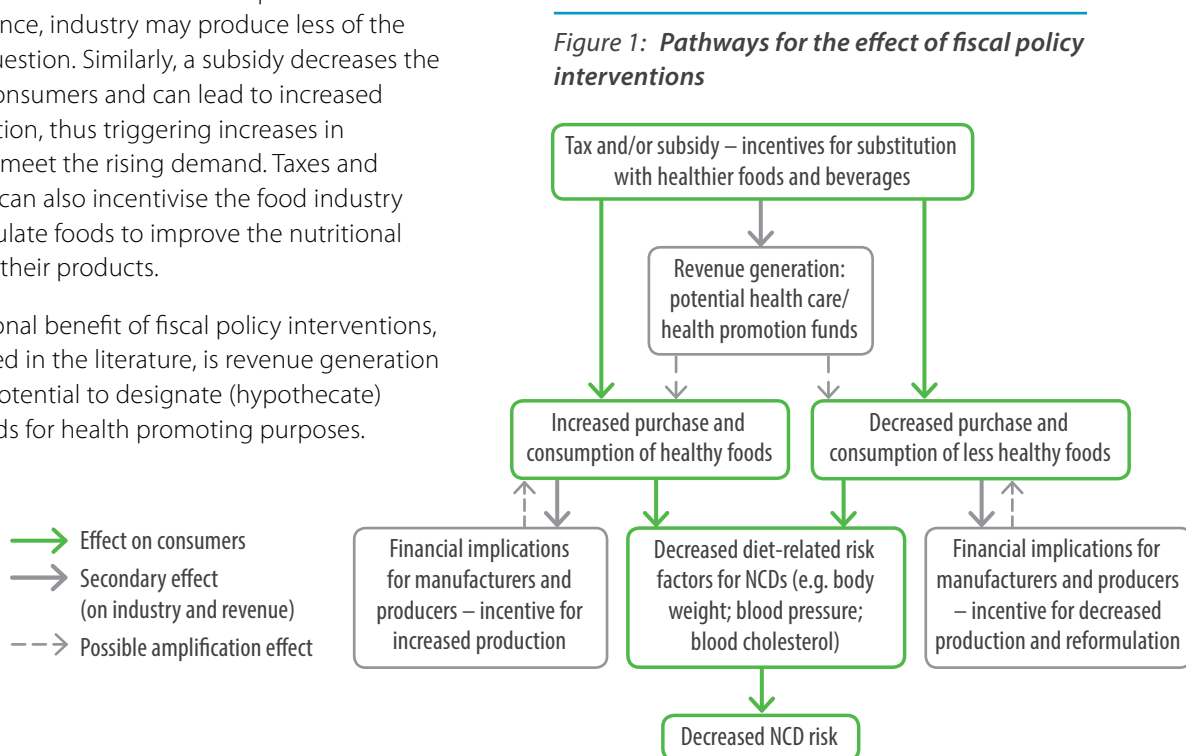 nce, industry may produce less of the
uestion. Similarly, a subsidy decreases the
onsumers and can lead to increased
tion, thus triggering increases in
meet the rising demand. Taxes and
can also incentivise the food industry
ulate foods to improve the nutritional
their products.
onal benefit of fiscal policy interventions,
ed in the literature, is revenue generation
otential to designate (hypothecate)
ds for health promoting purposes.
Figure 1: Pathways for the effect of fiscal policy
interventions
Tax and/or subsidy – incentives for substitution
with healthier foods and beverages
Revenue generation:
potential health care/
health promotion funds
Increased purchase and
consumption of healthy foods
Decreased purchase and
consumption of less healthy foods
Financial implications
for manufacturers and
producers – incentive for
increased production
Decreased diet-related risk
factors for NCDs (e.g. body
weight; blood pressure;
blood cholesterol)
Financial implications for
manufacturers and producers
– incentive for decreased
production and reformulation
Decreased NCD risk
Effect on consumers
Secondary effect
(on industry and revenue)
Possible amplification effect